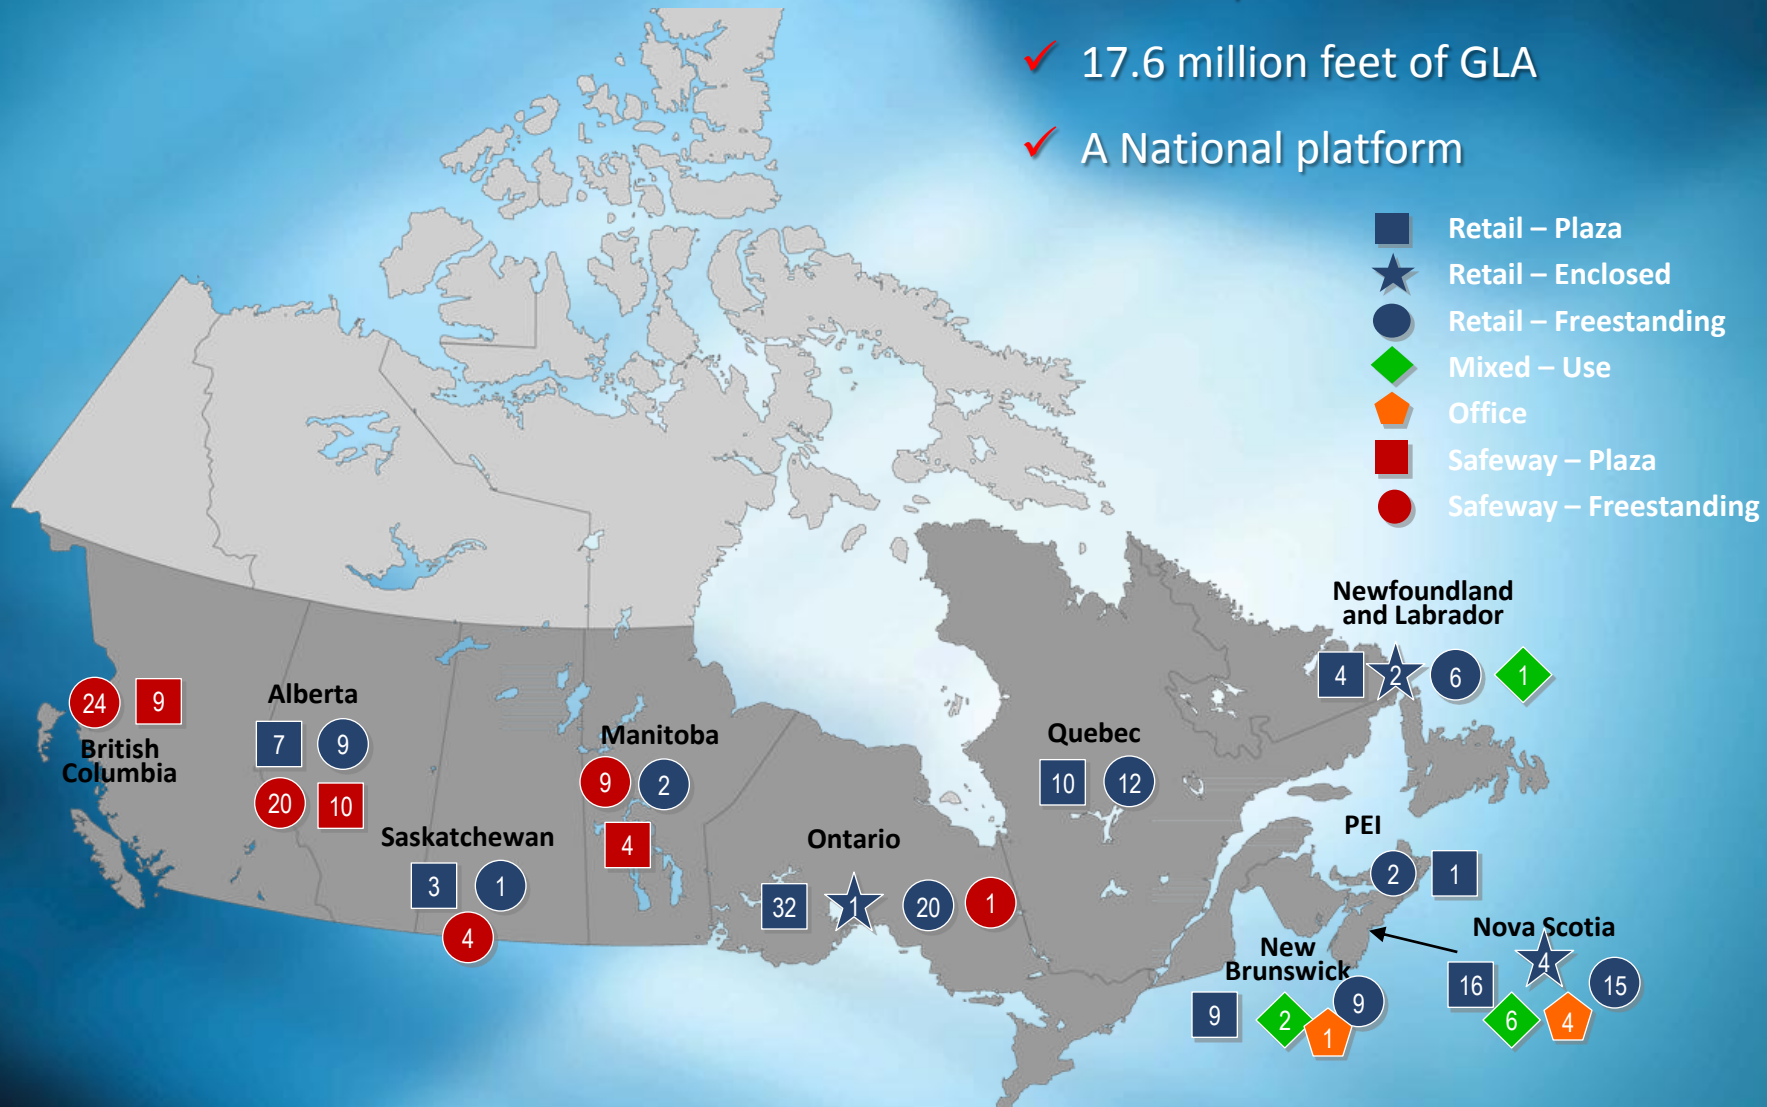 17.6 million feet of GLA
A National platform
Retail – Plaza
Retail – Enclosed
Retail – Freestanding
Mixed – Use
Office
Safeway – Plaza
Safeway – Freestanding
Newfoundland
and Labrador
4 2 6 1
24 9
British
Columbia
Alberta
7 9
20 10
Manitoba
9 2
4
Saskatchewan
3 1
4
Ontario
32 1 20 1
Quebec
10 12
PEI
2 1
New
Brunswick
9 2 1 9
Nova Scotia
16 4 15
6 4